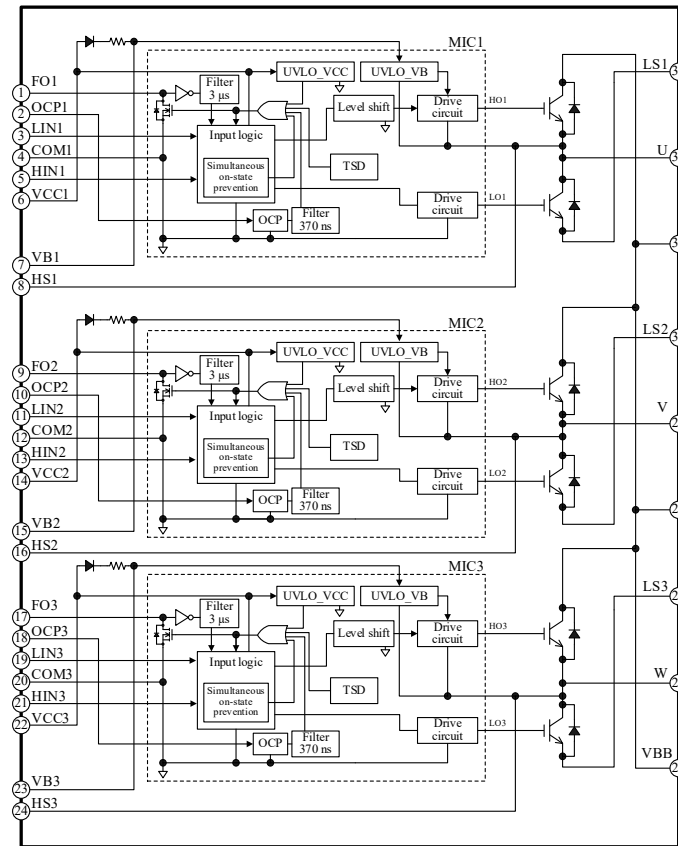 MIC1
FO1
1
OCP1
2
LIN1
3
COM1
4
HIN1
5
VCC1
6
VB1
7
HS1
8
Filter
3 µs
UVLO_VCC
UVLO_VB
Input logic
Level shift
Drive
circuit
HO1
Simultaneous
on-state
prevention
TSD
OCP
Filter
370 ns
Drive
circuit
LO1
LS1
U
MIC2
FO2
9
OCP2
10
LIN2
11
COM2
12
HIN2
13
VCC2
14
VB2
15
HS2
16
Filter
3 µs
UVLO_VCC
UVLO_VB
Input logic
Level shift
Drive
circuit
HO2
Simultaneous
on-state
prevention
TSD
OCP
Filter
370 ns
Drive
circuit
LO2
LS2
V
MIC3
FO3
17
OCP3
18
LIN3
19
COM3
20
HIN3
21
VCC3
22
VB3
23
HS3
24
Filter
3 µs
UVLO_VCC
UVLO_VB
Input logic
Level shift
Drive
circuit
HO3
Simultaneous
on-state
prevention
TSD
OCP
Filter
370 ns
Drive
circuit
LO3
LS3
W
VBB